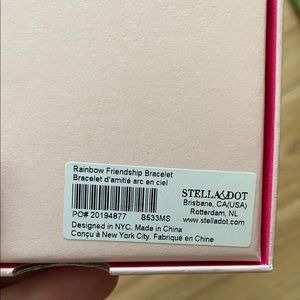 Rainbow Friendship Bracelet
Bracelet d'amitié arc en ciel
STELLA DOT
Brisbane, CA(USA)
Rotterdam, NL
www.stelladot.com
PO# 20194877 8533MS
Designed in NYC. Made in China
Conçu à New York City. Fabriqué en Chine